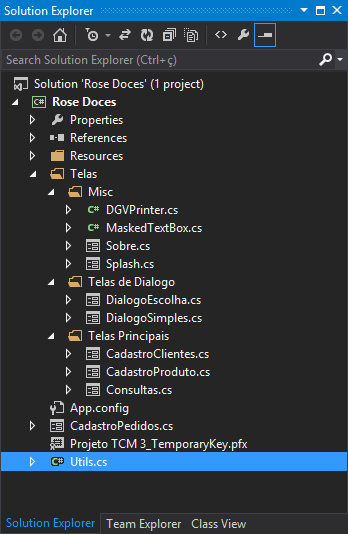 Solution Explorer
Search Solution Explorer (Ctrl+ç)
Solution 'Rose Doces' (1 project)
C# Rose Doces
Properties
References
Resources
Telas
Misc
C# DGVPrinter.cs
C# MaskedTextBox.cs
Sobre.cs
Splash.cs
Telas de Dialogo
DialogoEscolha.cs
DialogoSimples.cs
Telas Principais
CadastroClientes.cs
CadastroProduto.cs
Consultas.cs
App.config
CadastroPedidos.cs
Projeto TCM 3_TemporaryKey.pfx
C# Utils.cs
Solution Explorer Team Explorer Class View